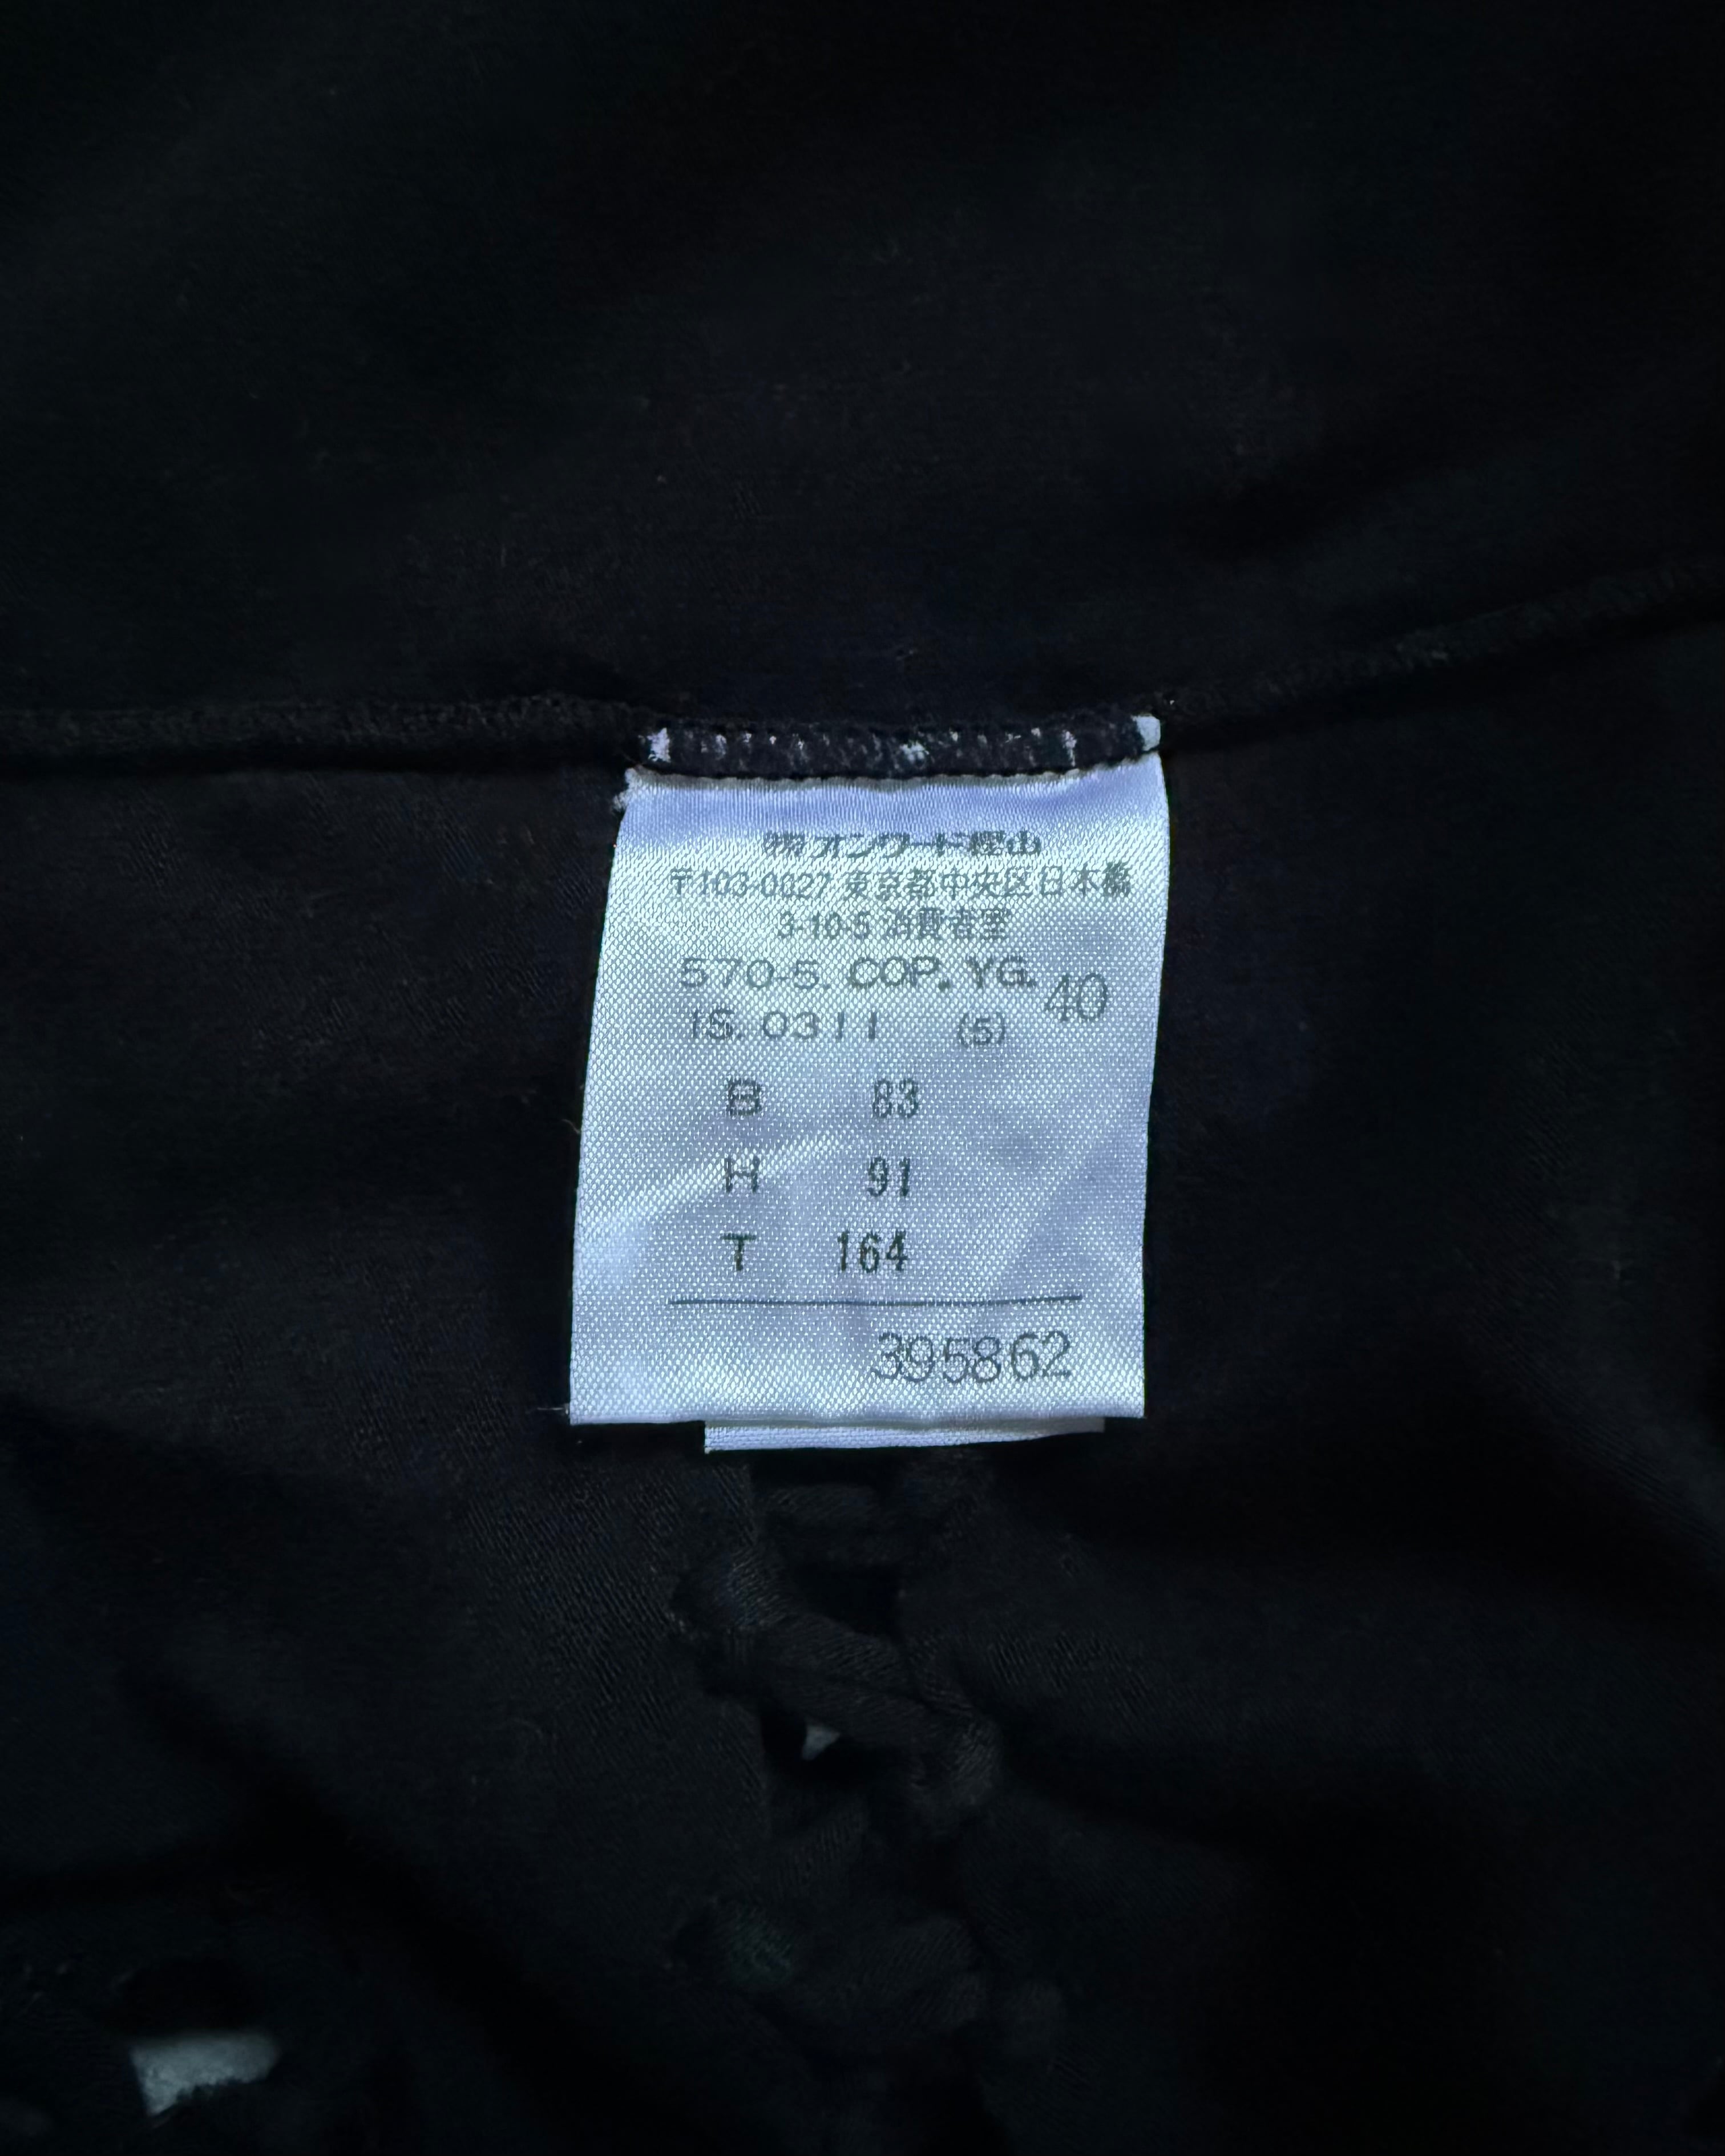 ㈱オンワード樫山
〒103-0027 東京都中央区日本橋
3-10-5 消費者室
570-5. COP. YG. 40
IS. 0311 (5)
B 83
H 91
T 164
395862